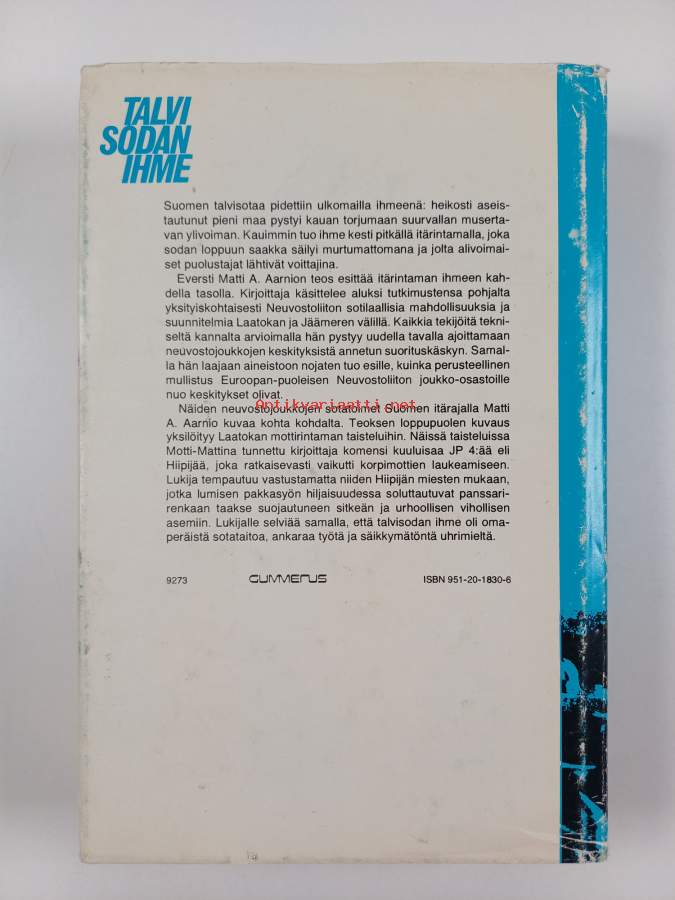 TALVI
SODAN
IHME
Suomen talvisotaa pidettiin ulkomailla ihmeenä: heikosti aseis-
tautunut pieni maa pystyi kauan torjumaan suurvallan muserta-
van ylivoiman. Kauimmin tuo ihme kesti pitkällä itärintamalla, joka
sodan loppuun saakka säilyi murtumattomana ja jolta alivoimai-
set puolustajat lähtivät voittajina.
Eversti Matti A. Aarnion teos esittää itärintaman ihmeen kah-
della tasolla. Kirjoittaja käsittelee aluksi tutkimustensa pohjalta
yksityiskohtaisesti Neuvostoliiton sotilaallisia mahdollisuuksia ja
suunnitelmia Laatokan ja Jäämeren välillä. Kaikkia tekijöitä tekni-
seltä kannalta arvioimalla hän pystyy uudella tavalla ajoittamaan
neuvostojoukkojen keskityksistä annetun suorituskäskyn. Samal-
la hän laajaan aineistoon nojaten tuo esille, kuinka perusteellinen
mullistus Euroopan-puoleisen Neuvostoliiton joukko-osastoille
nuo keskitykset olivat.
Antikvariaatti.net
Näiden neuvostojoukkojen sotatoimet Suomen itärajalla Matti
A. Aarnio kuvaa kohta kohdalta. Teoksen loppupuolen kuvaus
yksilöityy Laatokan mottirintaman taisteluihin. Näissä taisteluissa
Motti-Mattina tunnettu kirjoittaja komensi kuuluisaa JP 4:ää eli
Hiipijää, joka ratkaisevasti vaikutti korpimottien laukeamiseen.
Lukija tempautuu vastustamatta niiden Hiipijän miesten mukaan,
jotka lumisen pakkasyön hiljaisuudessa soluttautuvat panssari-
renkaan taakse suojautuneen sitkeän ja urhoollisen vihollisen
asemiin. Lukijalle selviää samalla, että talvisodan ihme oli oma-
peräistä sotataitoa, ankaraa työtä ja säikkymätöntä uhrimieltä.
9273 GUMMERUS ISBN 951-20-1830-6